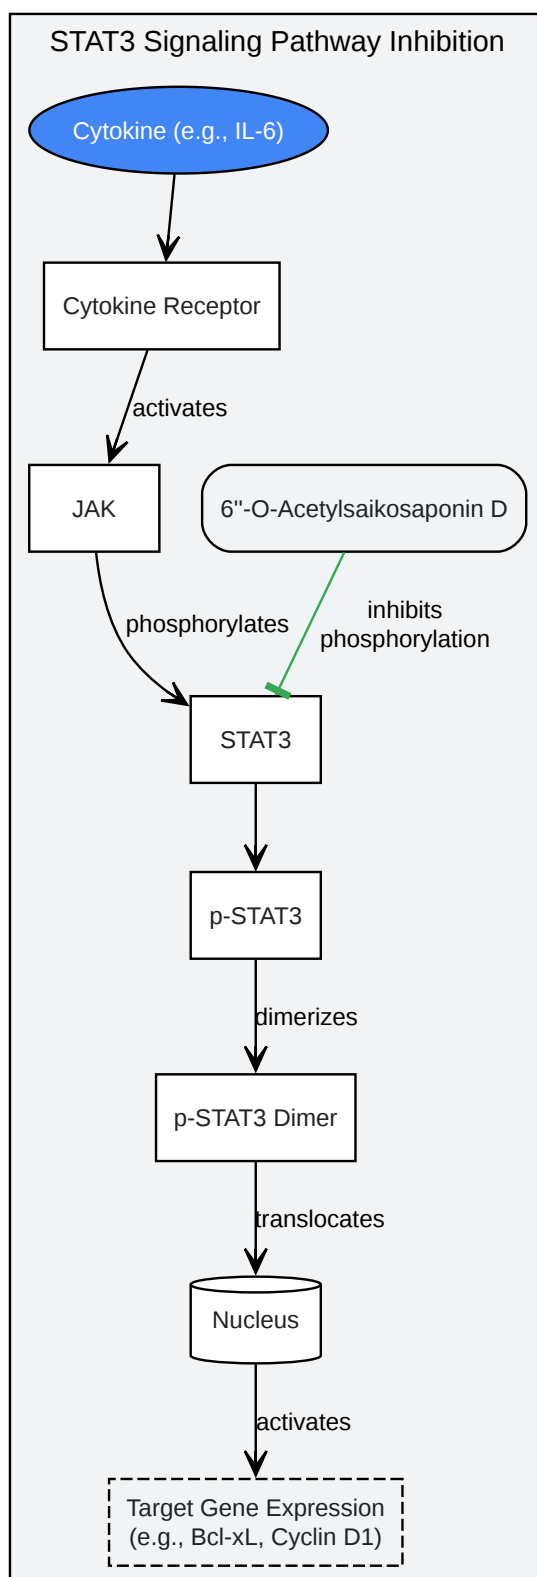 STAT3 Signaling Pathway Inhibition
Cytokine (e.g., IL-6)
Cytokine Receptor
activates
JAK
6''-O-Acetylsaikosaponin D
phosphorylates
inhibits
phosphorylation
STAT3
p-STAT3
dimerizes
p-STAT3 Dimer
translocates
Nucleus
activates
Target Gene Expression
(e.g., Bcl-xL, Cyclin D1)